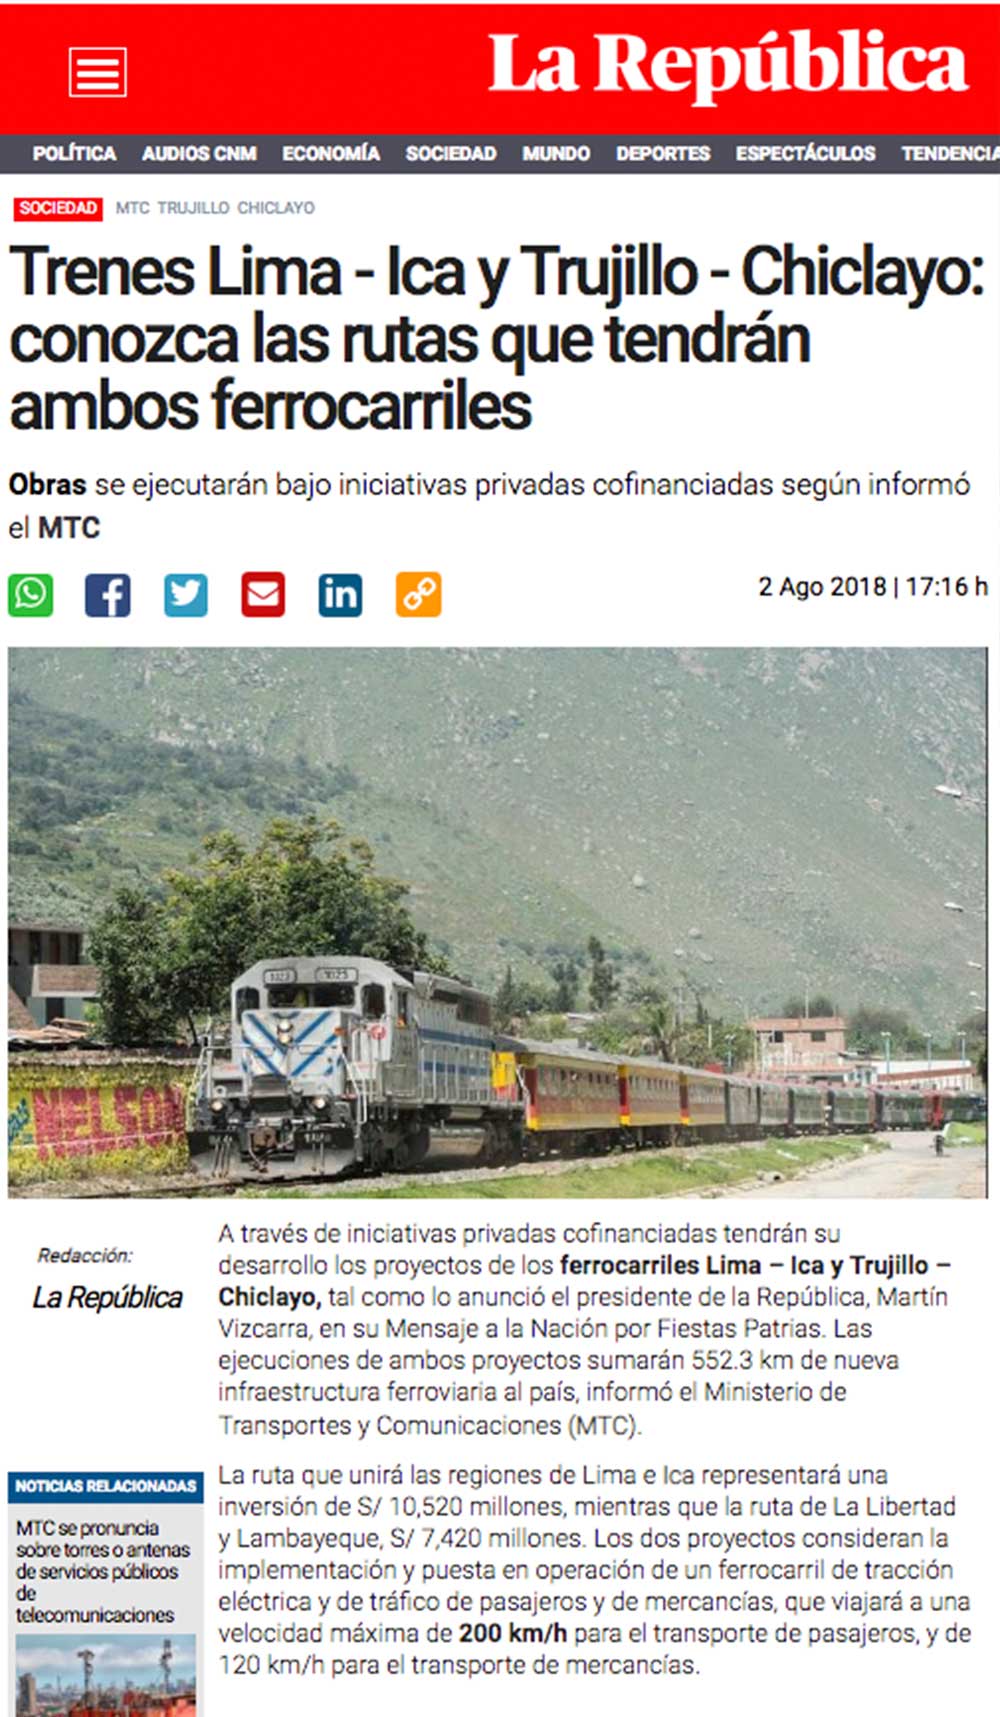 La República
POLÍTICA AUDIOS CNM ECONOMÍA SOCIEDAD MUNDO DEPORTES ESPECTÁCULOS TENDENCIA
SOCIEDAD MTC TRUJILLO CHICLAYO
Trenes Lima - Ica y Trujillo - Chiclayo:
conozca las rutas que tendrán
ambos ferrocarriles
Obras se ejecutarán bajo iniciativas privadas cofinanciadas según informó
el MTC
2 Ago 2018 | 17:16 h
1023
NELSON
Redacción:
La República
A través de iniciativas privadas cofinanciadas tendrán su
desarrollo los proyectos de los ferrocarriles Lima – Ica y Trujillo –
Chiclayo, tal como lo anunció el presidente de la República, Martín
Vizcarra, en su Mensaje a la Nación por Fiestas Patrias. Las
ejecuciones de ambos proyectos sumarán 552.3 km de nueva
infraestructura ferroviaria al país, informó el Ministerio de
Transportes y Comunicaciones (MTC).
NOTICIAS RELACIONADAS
MTC se pronuncia
sobre torres o antenas
de servicios públicos
de
telecomunicaciones
La ruta que unirá las regiones de Lima e Ica representará una
inversión de S/ 10,520 millones, mientras que la ruta de La Libertad
y Lambayeque, S/ 7,420 millones. Los dos proyectos consideran la
implementación y puesta en operación de un ferrocarril de tracción
eléctrica y de tráfico de pasajeros y de mercancías, que viajará a una
velocidad máxima de 200 km/h para el transporte de pasajeros, y de
120 km/h para el transporte de mercancías.